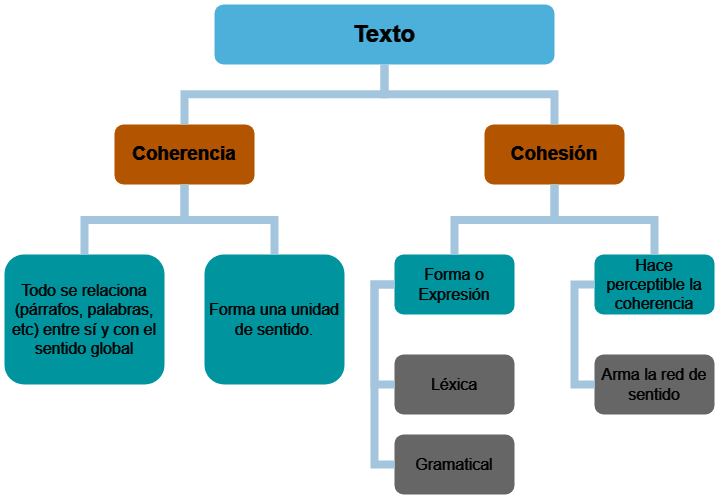 Texto
Coherencia
Cohesión
Todo se relaciona
(párrafos, palabras,
etc) entre sí y con el
sentido global
Forma una unidad
de sentido.
Forma o
Expresión
Hace
perceptible la
coherencia
Léxica
Arma la red de
sentido
Gramatical